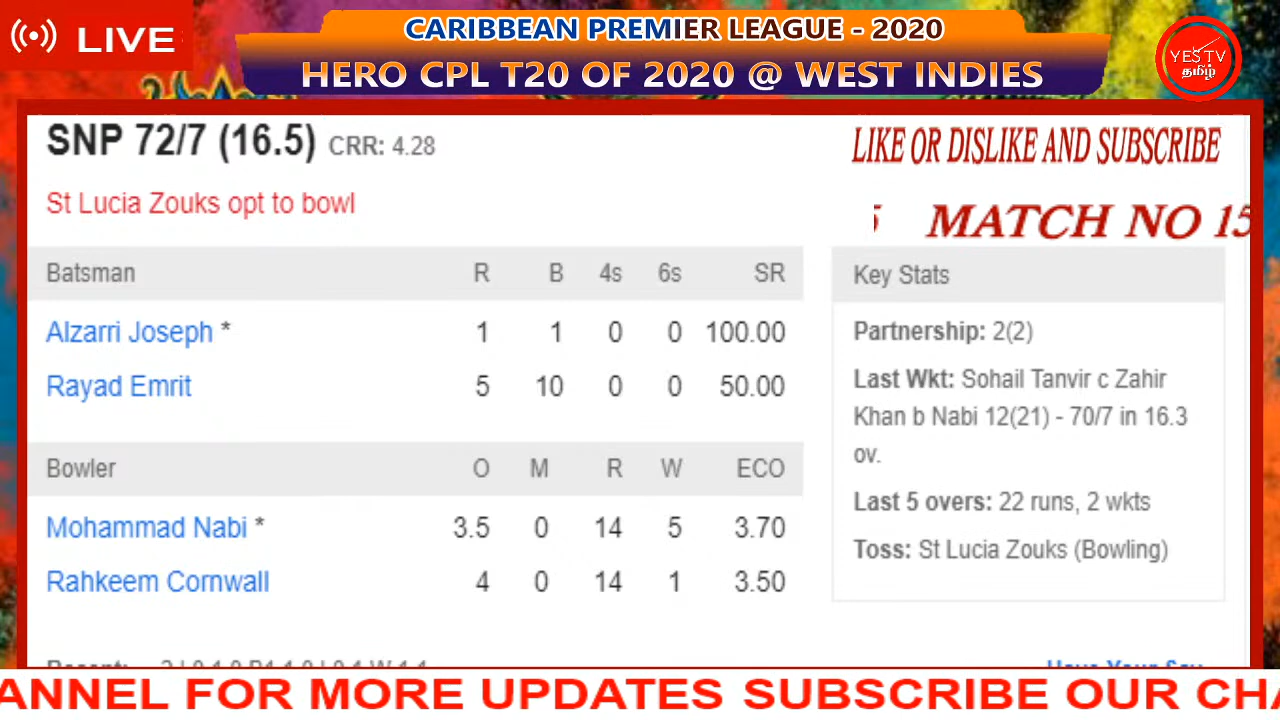 LIVE
CARIBBEAN PREMIER LEAGUE - 2020
HERO CPL T20 OF 2020 @ WEST INDIES
YES TV
தமிழ்
SNP 72/7 (16.5) CRR: 4.28
LIKE OR DISLIKE AND SUBSCRIBE
St Lucia Zouks opt to bowl
5 MATCH NO 15
Batsman R B 4s 6s SR
Alzarri Joseph * 1 1 0 0 100.00
Rayad Emrit 5 10 0 0 50.00
Bowler O M R W ECO
Mohammad Nabi * 3.5 0 14 5 3.70
Rahkeem Cornwall 4 0 14 1 3.50
Key Stats
Partnership: 2(2)
Last Wkt: Sohail Tanvir c Zahir
Khan b Nabi 12(21) - 70/7 in 16.3
ov.
Last 5 overs: 22 runs, 2 wkts
Toss: St Lucia Zouks (Bowling)
Recent:
Have Your Say
ANNEL FOR MORE UPDATES SUBSCRIBE OUR CHA